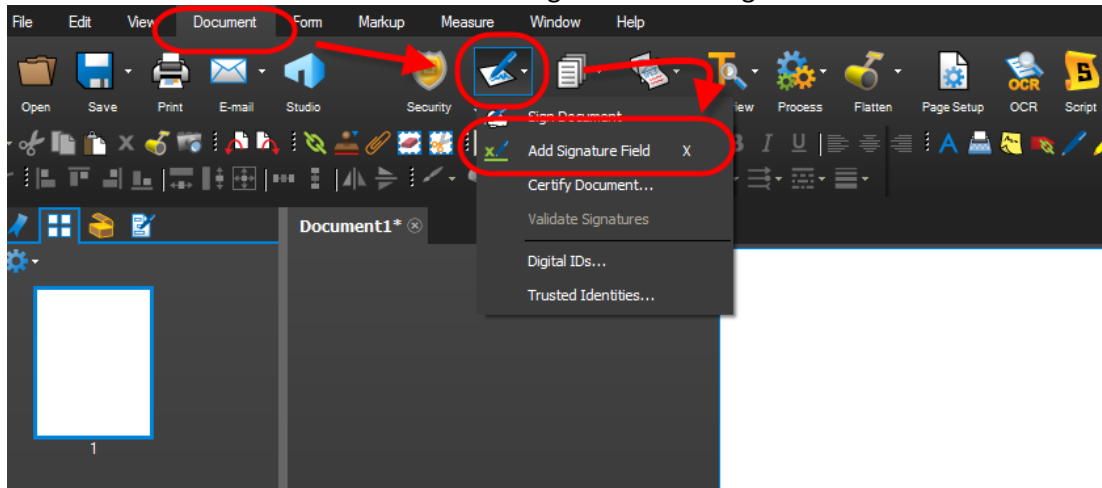 File Edit View Document Form Markup Measure Window Help
Open Save Print E-mail Studio Security Process Flatten Page Setup OCR Script
OCR
Sign Document
Add Signature Field X
Certify Document...
Validate Signatures
Digital IDs...
Trusted Identities...
B I U A
Document1*
1